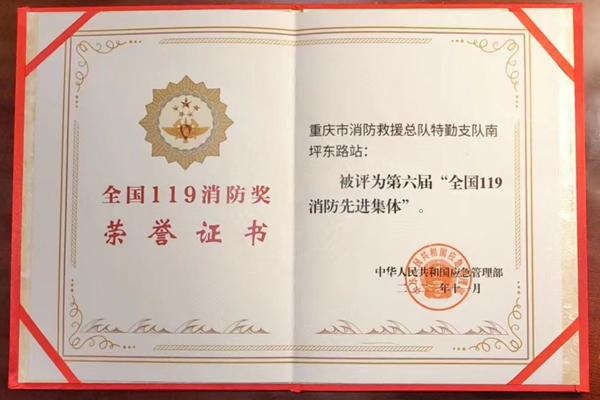 全国119消防奖
荣誉证书
重庆市消防救援总队特勤支队南
坪东路站：
被评为第六届“全国119
消防先进集体”。
中华人民共和国应急管理部
二 年十 月